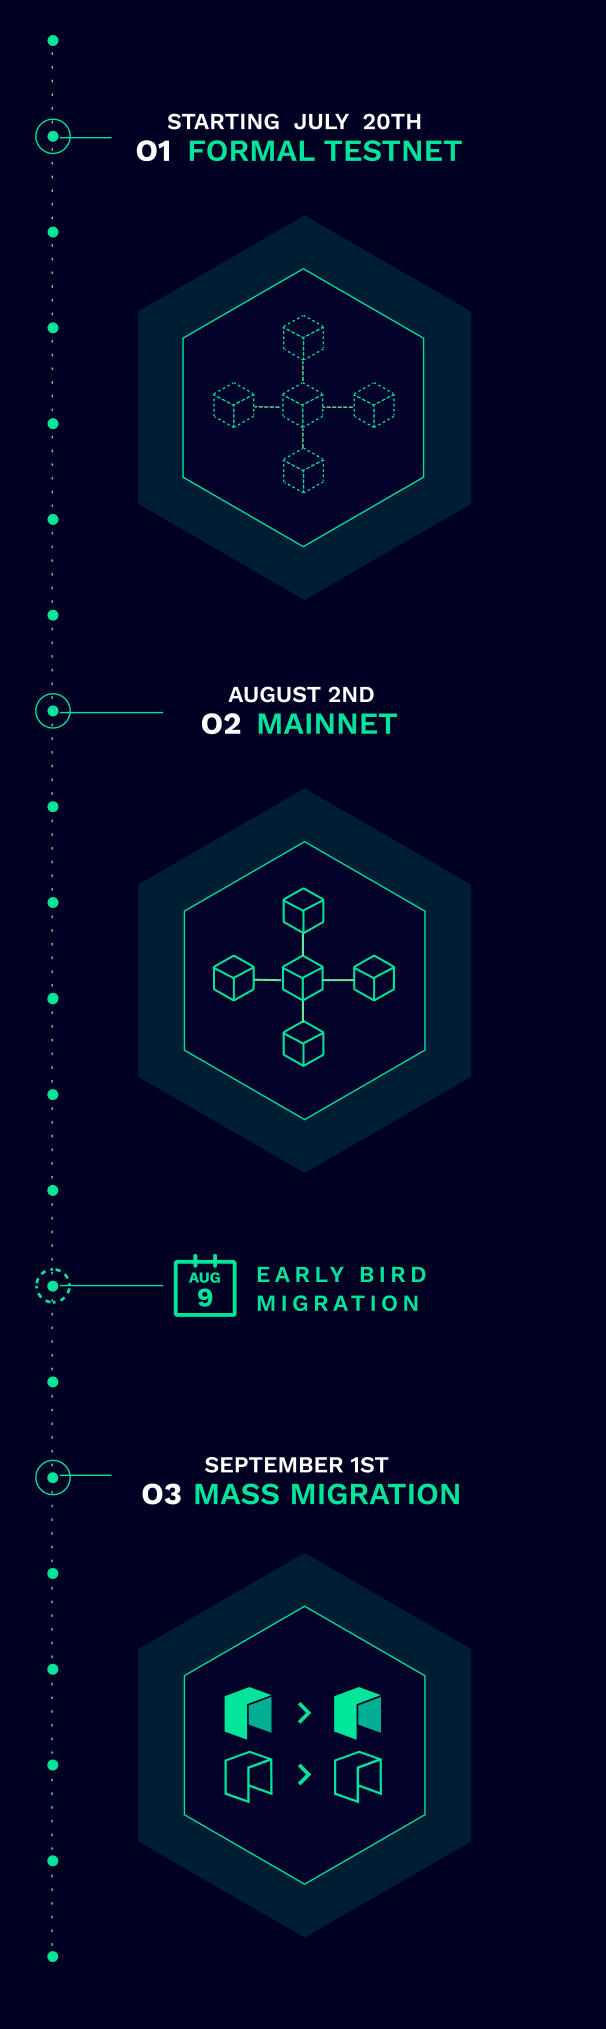 STARTING JULY 20TH
01 FORMAL TESTNET
AUGUST 2ND
02 MAINNET
AUG
9
EARLY BIRD
MIGRATION
SEPTEMBER 1ST
03 MASS MIGRATION